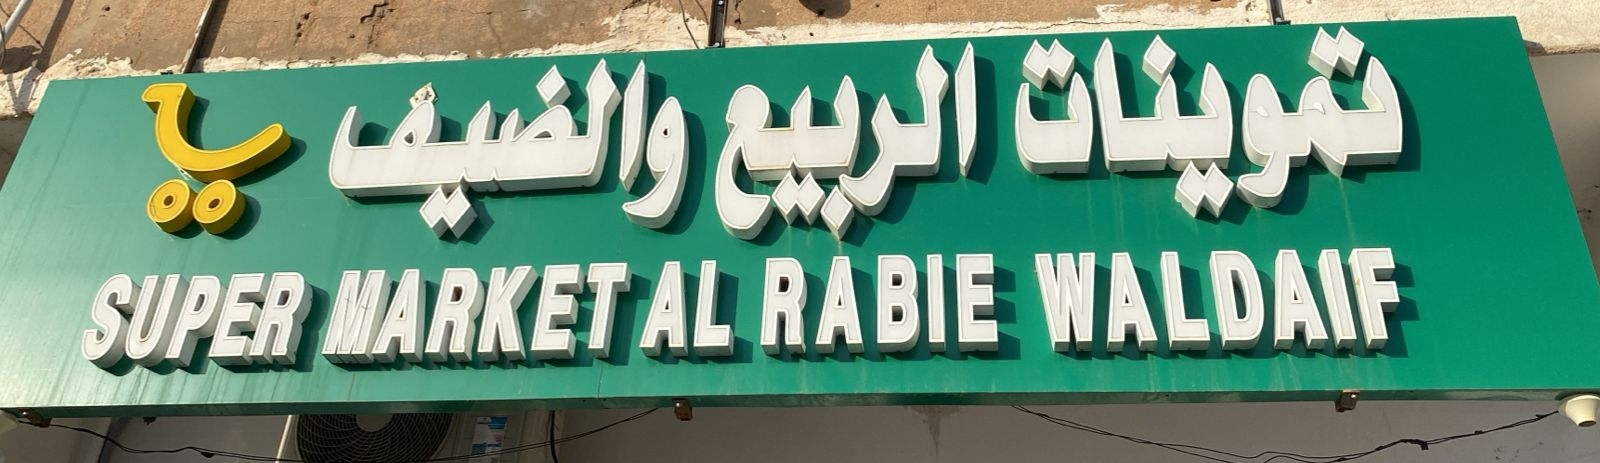 تموينات الربيع والضيف
SUPER MARKET AL RABIE WALDAIF